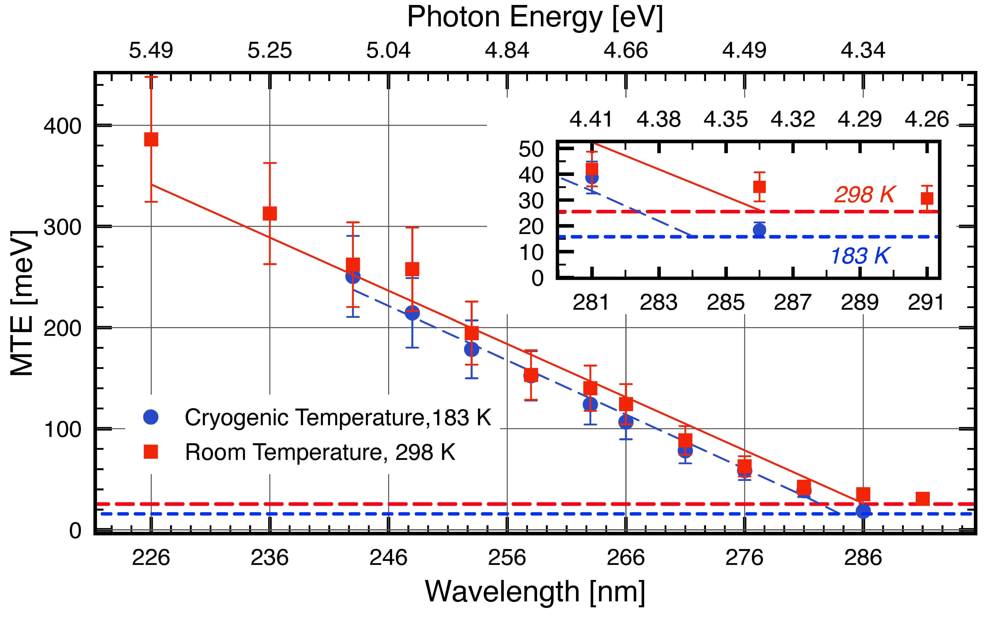 Photon Energy [eV]
5.49 5.25 5.04 4.84 4.66 4.49 4.34
MTE [meV]
400
300
200
100
0
4.41 4.38 4.35 4.32 4.29 4.26
50
40
30
20
10
0
298 K
183 K
281 283 285 287 289 291
Cryogenic Temperature,183 K
Room Temperature, 298 K
226 236 246 256 266 276 286
Wavelength [nm]